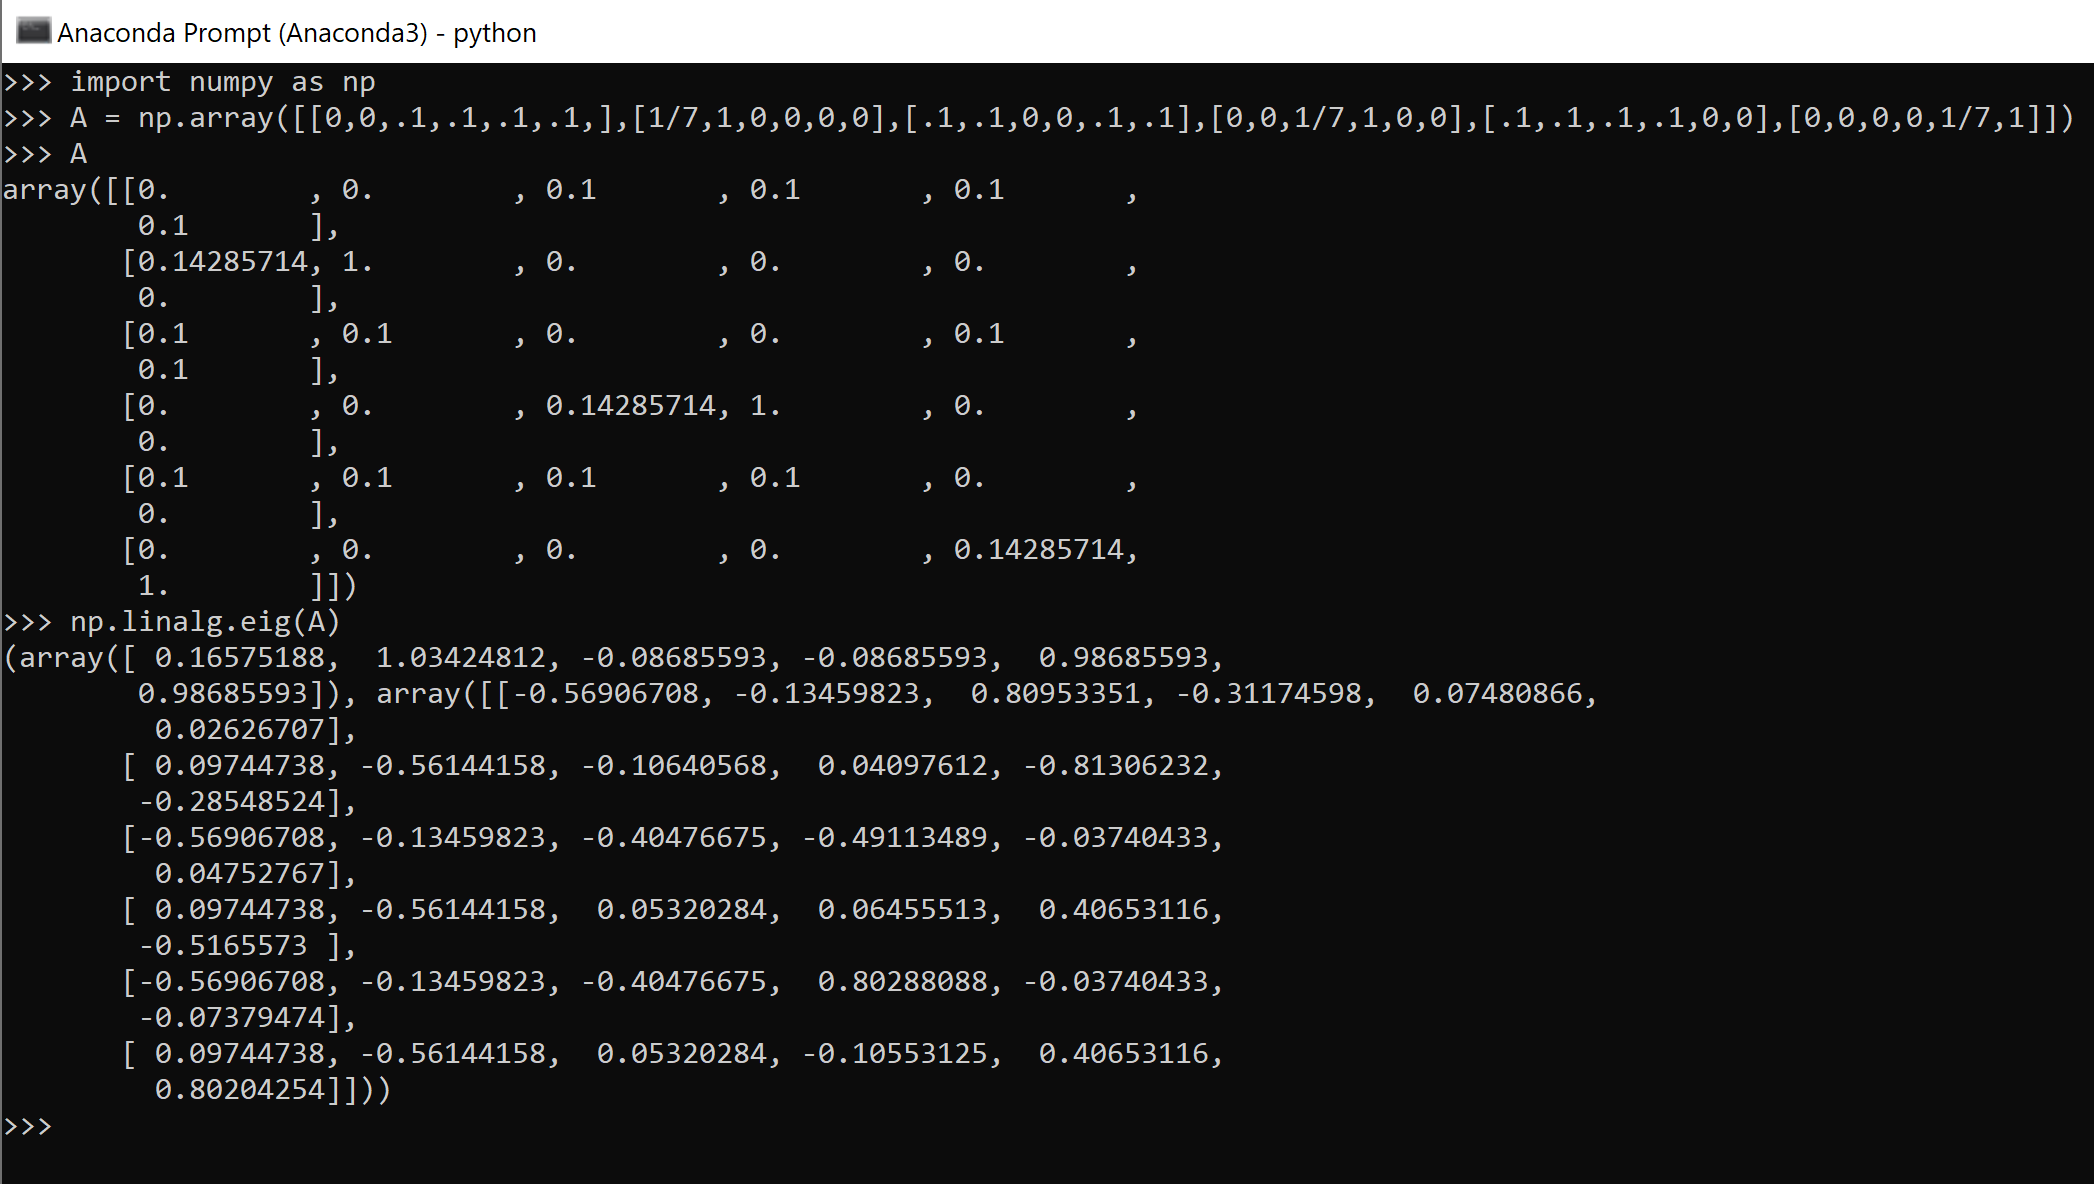 Anaconda Prompt (Anaconda3) - python
>>> import numpy as np
>>> A = np.array([[0,0,.1,.1,.1,.1,],[1/7,1,0,0,0,0],[.1,.1,0,0,.1,.1],[0,0,1/7,1,0,0],[.1,.1,.1,.1,0,0],[0,0,0,0,1/7,1]])
>>> A
array([[0.        , 0.        , 0.1       , 0.1       , 0.1       ,
        0.1       ],
       [0.14285714, 1.        , 0.        , 0.        , 0.        ,
        0.        ],
       [0.1       , 0.1       , 0.        , 0.        , 0.1       ,
        0.1       ],
       [0.        , 0.        , 0.14285714, 1.        , 0.        ,
        0.        ],
       [0.1       , 0.1       , 0.1       , 0.1       , 0.        ,
        0.        ],
       [0.        , 0.        , 0.        , 0.        , 0.14285714,
        1.        ]])
>>> np.linalg.eig(A)
(array([ 0.16575188,  1.03424812, -0.08685593, -0.08685593,  0.98685593,
        0.98685593]), array([[-0.56906708, -0.13459823,  0.80953351, -0.31174598,  0.07480866,
         0.02626707],
       [ 0.09744738, -0.56144158, -0.10640568,  0.04097612, -0.81306232,
        -0.28548524],
       [-0.56906708, -0.13459823, -0.40476675, -0.49113489, -0.03740433,
         0.04752767],
       [ 0.09744738, -0.56144158,  0.05320284,  0.06455513,  0.40653116,
        -0.5165573 ],
       [-0.56906708, -0.13459823, -0.40476675,  0.80288088, -0.03740433,
        -0.07379474],
       [ 0.09744738, -0.56144158,  0.05320284, -0.10553125,  0.40653116,
         0.80204254]]))
>>>